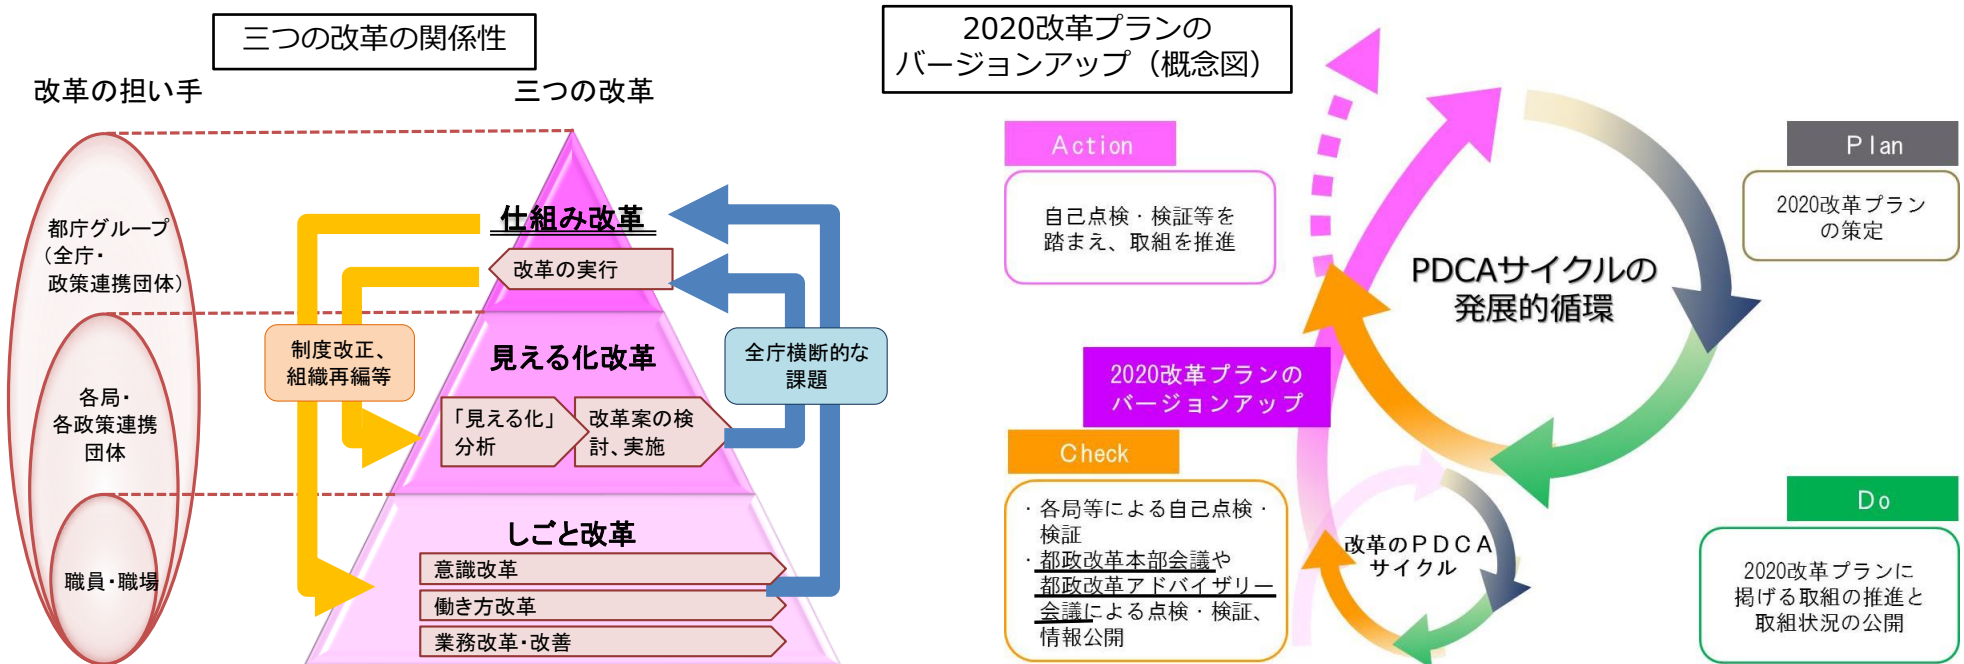 三つの改革の関係性
改革の担い手
三つの改革
都庁グループ
（全庁・
政策連携団体）
各局・
各政策連携
団体
職員・職場
制度改正、
組織再編等
仕組み改革
改革の実行
見える化改革
「見える化」
分析
改革案の検
討、実施
しごと改革
意識改革
働き方改革
業務改革・改善
全庁横断的な
課題
2020改革プランの
バージョンアップ（概念図）
Action
自己点検・検証等を
踏まえ、取組を推進
Plan
2020改革プラン
の策定
PDCAサイクルの
発展的循環
2020改革プランの
バージョンアップ
Check
・各局等による自己点検・
検証
・都政改革本部会議や
都政改革アドバイザリー
会議による点検・検証、
情報公開
改革のＰＤＣＡ
サイクル
Do
2020改革プランに
掲げる取組の推進と
取組状況の公開